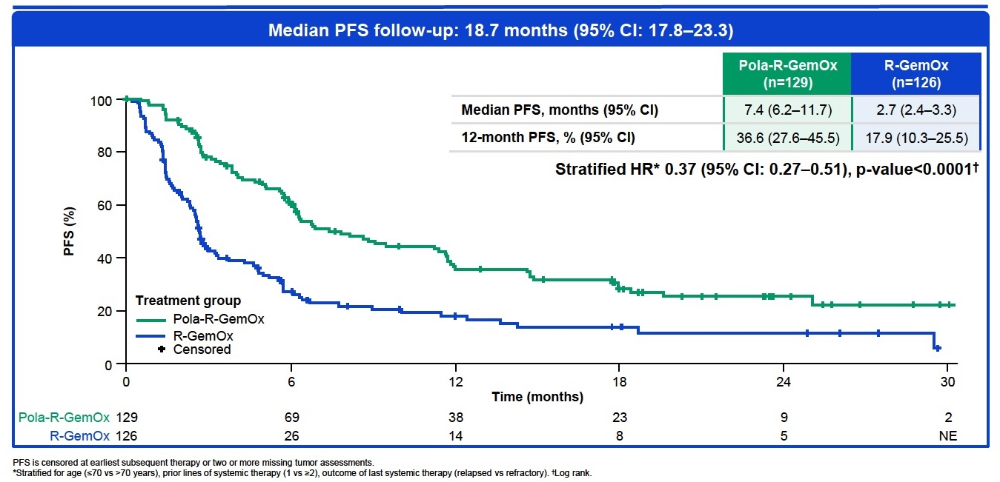 Median PFS follow-up: 18.7 months (95% CI: 17.8–23.3)
Pola-R-GemOx
(n=129)
R-GemOx
(n=126)
Median PFS, months (95% CI) 7.4 (6.2–11.7) 2.7 (2.4–3.3)
12-month PFS, % (95% CI) 36.6 (27.6–45.5) 17.9 (10.3–25.5)
Stratified HR* 0.37 (95% CI: 0.27–0.51), p-value<0.0001†
PFS (%)
100
80
60
40
20
0
Treatment group
Pola-R-GemOx
R-GemOx
Censored
0 6 12 18 24 30
Time (months)
Pola-R-GemOx 129 69 38 23 9 2
R-GemOx 126 26 14 8 5 NE
PFS is censored at earliest subsequent therapy or two or more missing tumor assessments.
*Stratified for age (≤70 vs >70 years), prior lines of systemic therapy (1 vs ≥2), outcome of last systemic therapy (relapsed vs refractory). †Log rank.